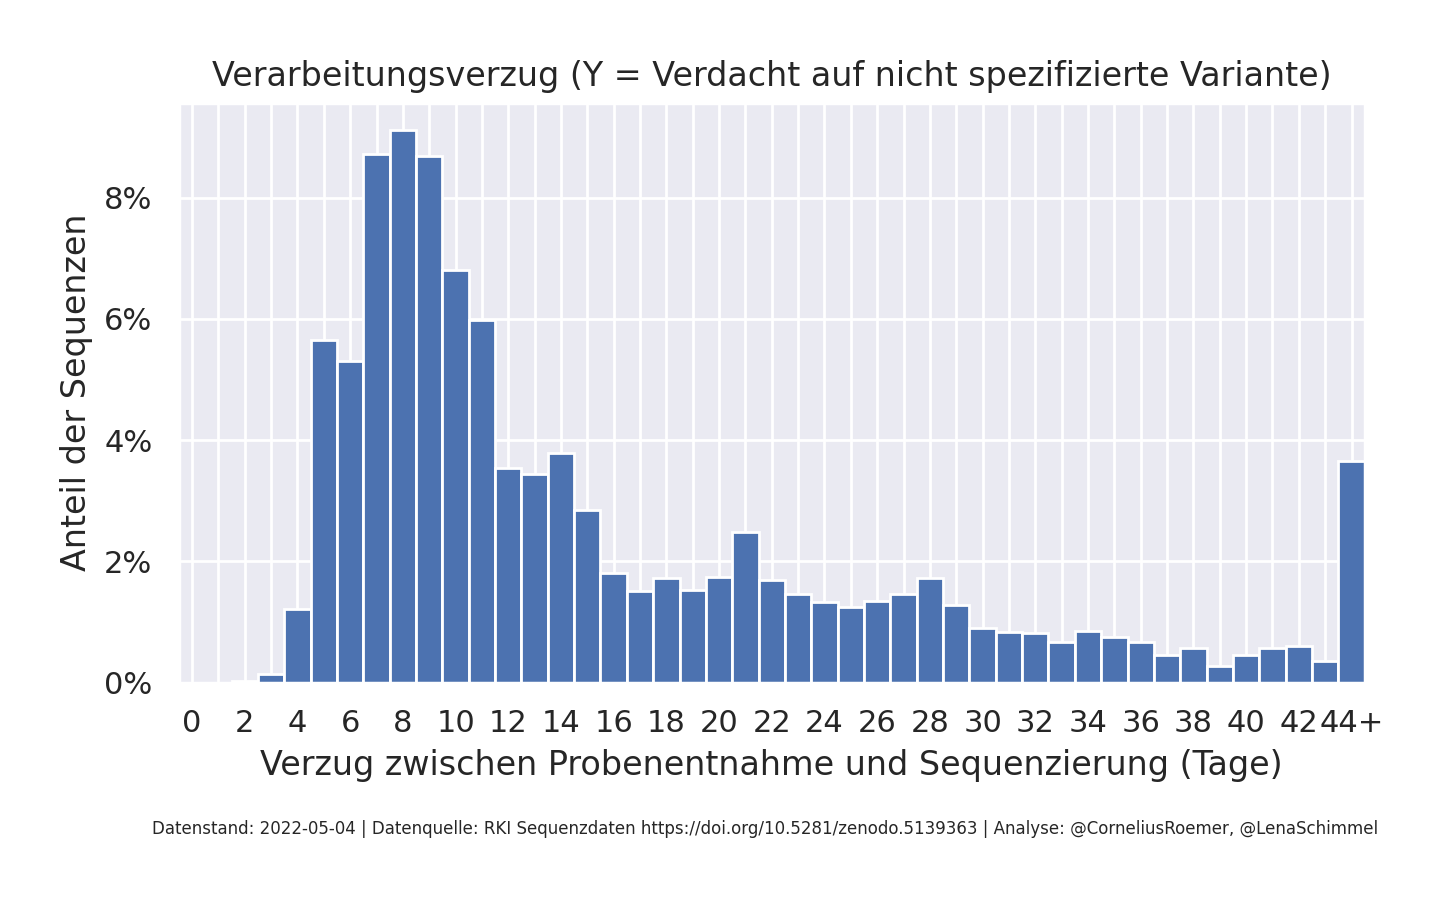 Verarbeitungsverzug (Y = Verdacht auf nicht spezifizierte Variante)
Anteil der Sequenzen
8%
6%
4%
2%
0%
0 2 4 6 8 10 12 14 16 18 20 22 24 26 28 30 32 34 36 38 40 42 44+
Verzug zwischen Probenentnahme und Sequenzierung (Tage)
Datenstand: 2022-05-04 | Datenquelle: RKI Sequenzdaten https://doi.org/10.5281/zenodo.5139363 | Analyse: @CorneliusRoemer, @LenaSchimmel